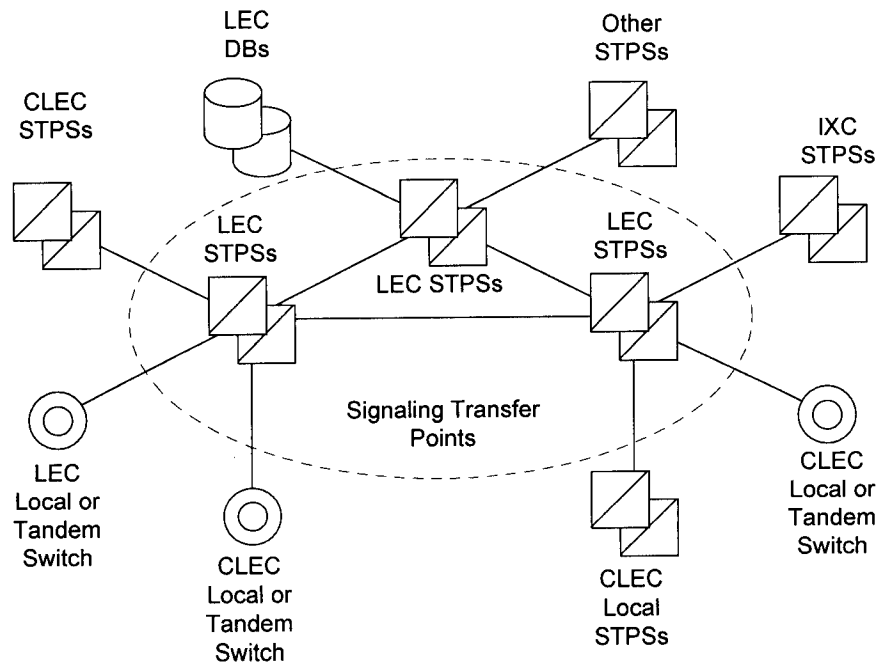 LEC
DBs
Other
STPSs
CLEC
STPSs
IXC
STPSs
LEC
STPSs
LEC
STPSs
LEC STPSs
Signaling Transfer
Points
LEC
Local or
Tandem
Switch
CLEC
Local or
Tandem
Switch
CLEC
Local
STPSs
CLEC
Local or
Tandem
Switch